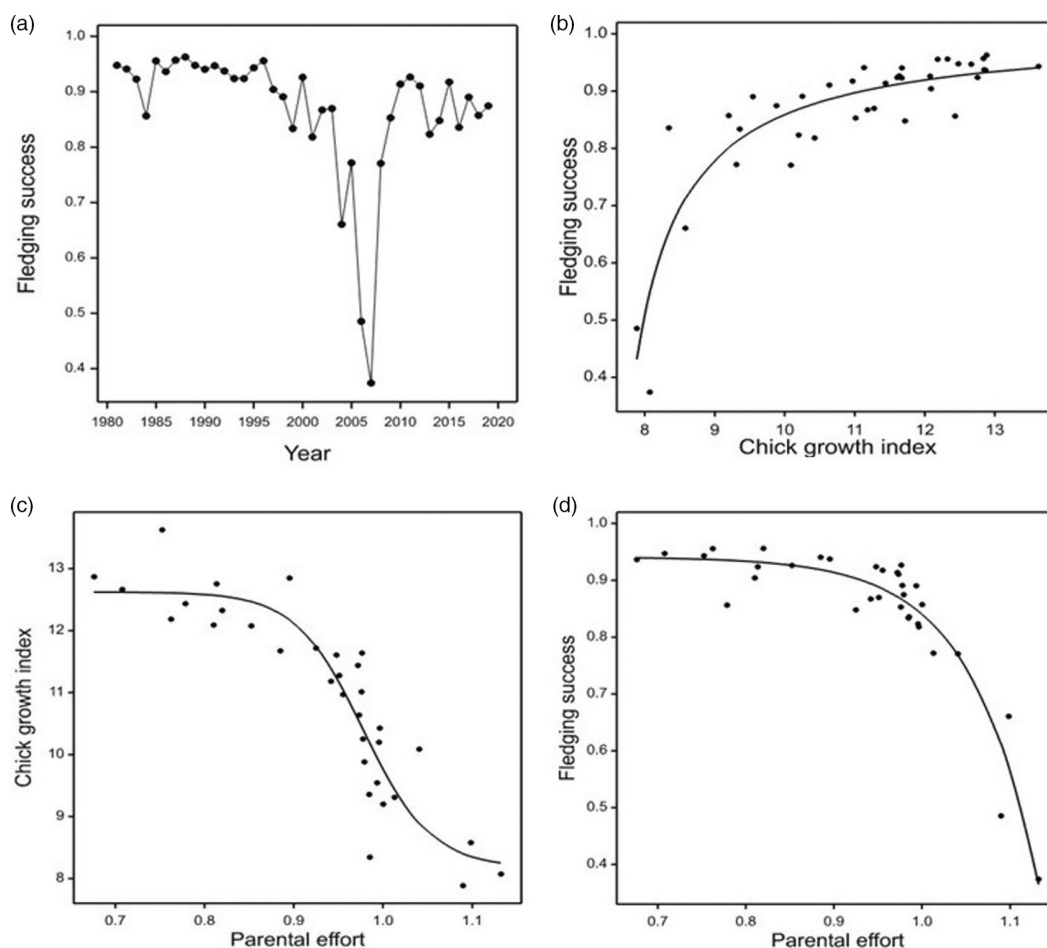 (a)
Fledging success
1.0
0.9
0.8
0.7
0.6
0.5
0.4
1980 1985 1990 1995 2000 2005 2010 2015 2020
Year
(b)
Fledging success
1.0
0.9
0.8
0.7
0.6
0.5
0.4
8 9 10 11 12 13
Chick growth index
(c)
Chick growth index
13
12
11
10
9
8
0.7 0.8 0.9 1.0 1.1
Parental effort
(d)
Fledging success
1.0
0.9
0.8
0.7
0.6
0.5
0.4
0.7 0.8 0.9 1.0 1.1
Parental effort